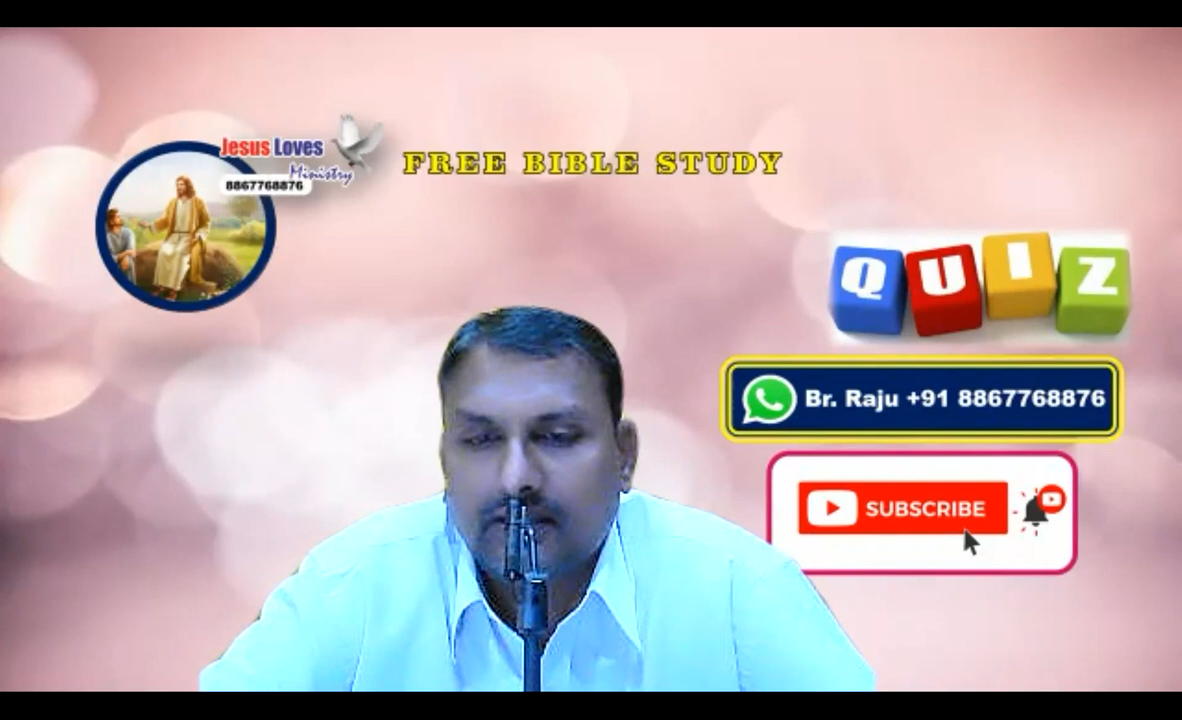 Jesus Loves
Ministry
8867768876
FREE BIBLE STUDY
QUIZ
Br. Raju +91 8867768876
SUBSCRIBE